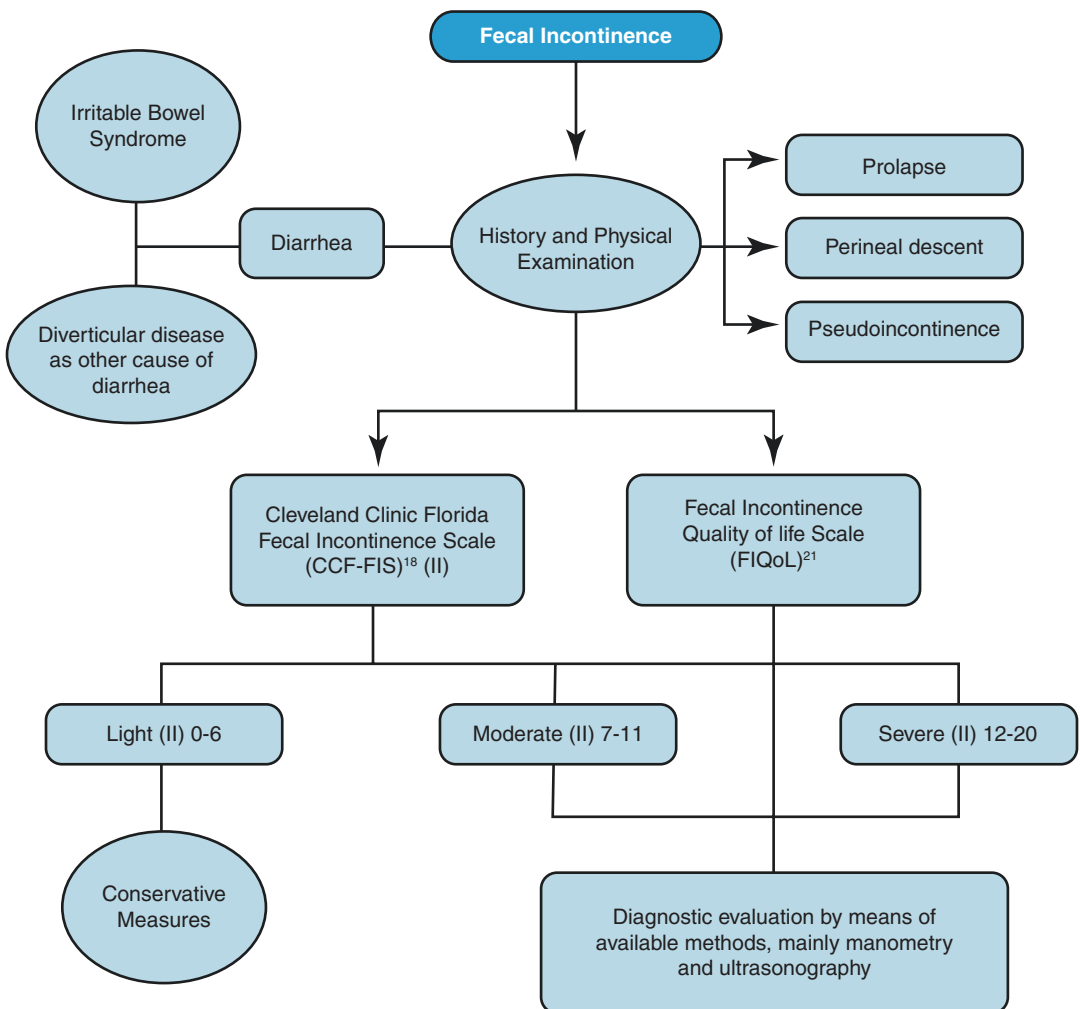 Fecal Incontinence
Irritable Bowel
Syndrome
Prolapse
Diarrhea
History and Physical
Examination
Perineal descent
Diverticular disease
as other cause of
diarrhea
Pseudoincontinence
Cleveland Clinic Florida
Fecal Incontinence Scale
(CCF-FIS)¹⁸ (II)
Fecal Incontinence
Quality of life Scale
(FIQoL)²¹
Light (II) 0-6
Moderate (II) 7-11
Severe (II) 12-20
Conservative
Measures
Diagnostic evaluation by means of
available methods, mainly manometry
and ultrasonography